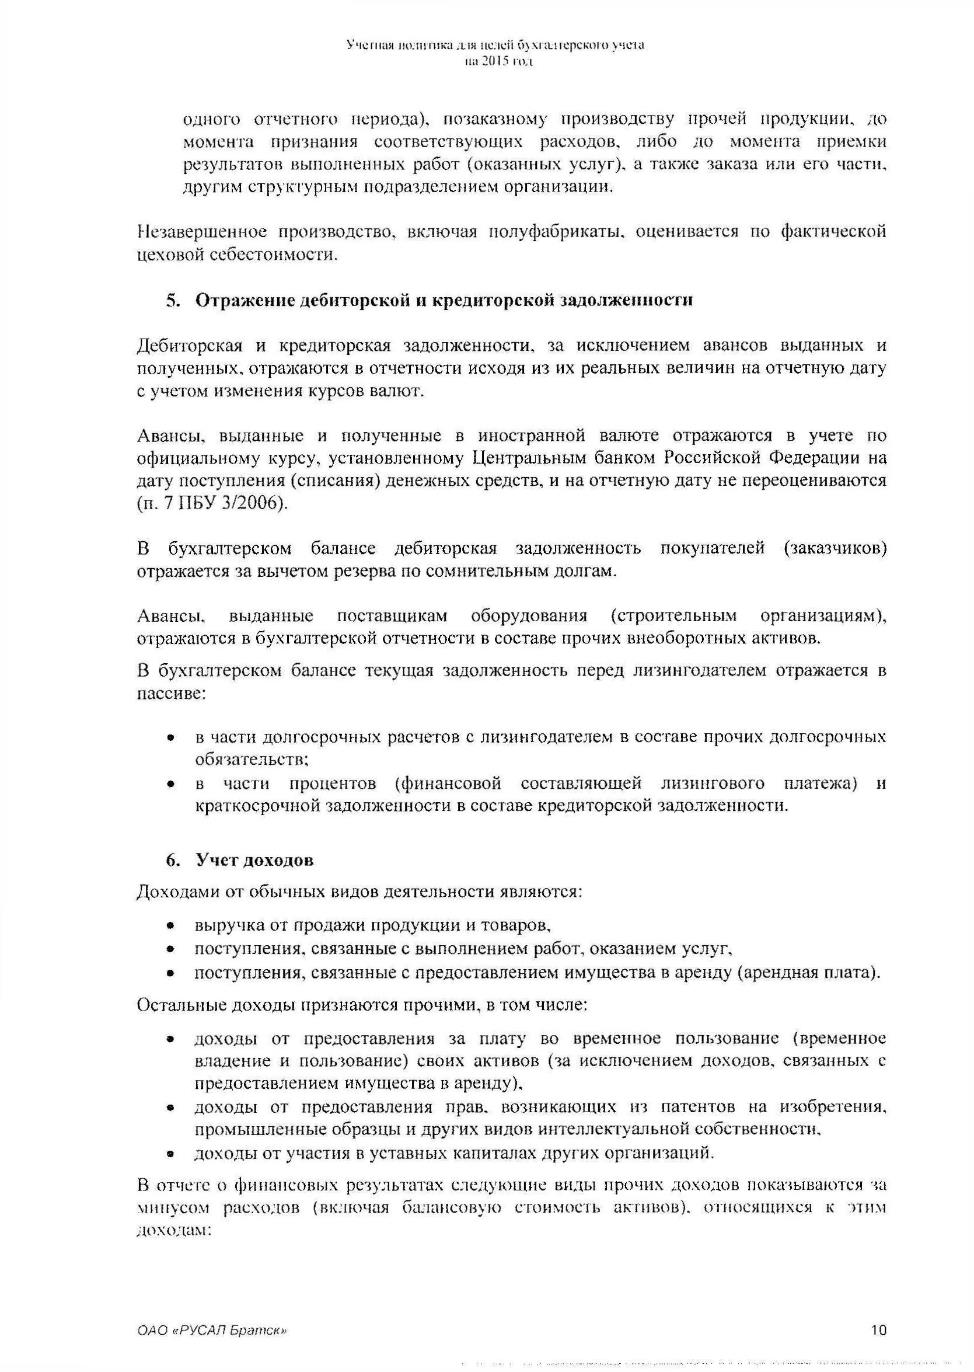 Учетная политика для целей бухгалтерского учета
на 2015 год
одного отчетного периода), позаказному производству прочей продукции, до
момента признания соответствующих расходов, либо до момента приемки
результатов выполненных работ (оказанных услуг), а также заказа или его части,
другим структурным подразделением организации.
Незавершенное производство, включая полуфабрикаты, оценивается по фактической
цеховой себестоимости.
5. Отражение дебиторской и кредиторской задолженности
Дебиторская и кредиторская задолженности, за исключением авансов выданных и
полученных, отражаются в отчетности исходя из их реальных величин на отчетную дату
с учетом изменения курсов валют.
Авансы, выданные и полученные в иностранной валюте отражаются в учете по
официальному курсу, установленному Центральным банком Российской Федерации на
дату поступления (списания) денежных средств, и на отчетную дату не переоцениваются
(п. 7 ПБУ 3/2006).
В бухгалтерском балансе дебиторская задолженность покупателей (заказчиков)
отражается за вычетом резерва по сомнительным долгам.
Авансы, выданные поставщикам оборудования (строительным организациям),
отражаются в бухгалтерской отчетности в составе прочих внеоборотных активов.
В бухгалтерском балансе текущая задолженность перед лизингодателем отражается в
пассиве:
• в части долгосрочных расчетов с лизингодателем в составе прочих долгосрочных
обязательств;
• в части процентов (финансовой составляющей лизингового платежа) и
краткосрочной задолженности в составе кредиторской задолженности.
6. Учет доходов
Доходами от обычных видов деятельности являются:
• выручка от продажи продукции и товаров,
• поступления, связанные с выполнением работ, оказанием услуг,
• поступления, связанные с предоставлением имущества в аренду (арендная плата).
Остальные доходы признаются прочими, в том числе:
• доходы от предоставления за плату во временное пользование (временное
владение и пользование) своих активов (за исключением доходов, связанных с
предоставлением имущества в аренду),
• доходы от предоставления прав, возникающих из патентов на изобретения,
промышленные образцы и других видов интеллектуальной собственности,
• доходы от участия в уставных капиталах других организаций.
В отчете о финансовых результатах следующие виды прочих доходов показываются за
минусом расходов (включая балансовую стоимость активов), относящихся к этим
доходам:
ОАО «РУСАЛ Братск» 10